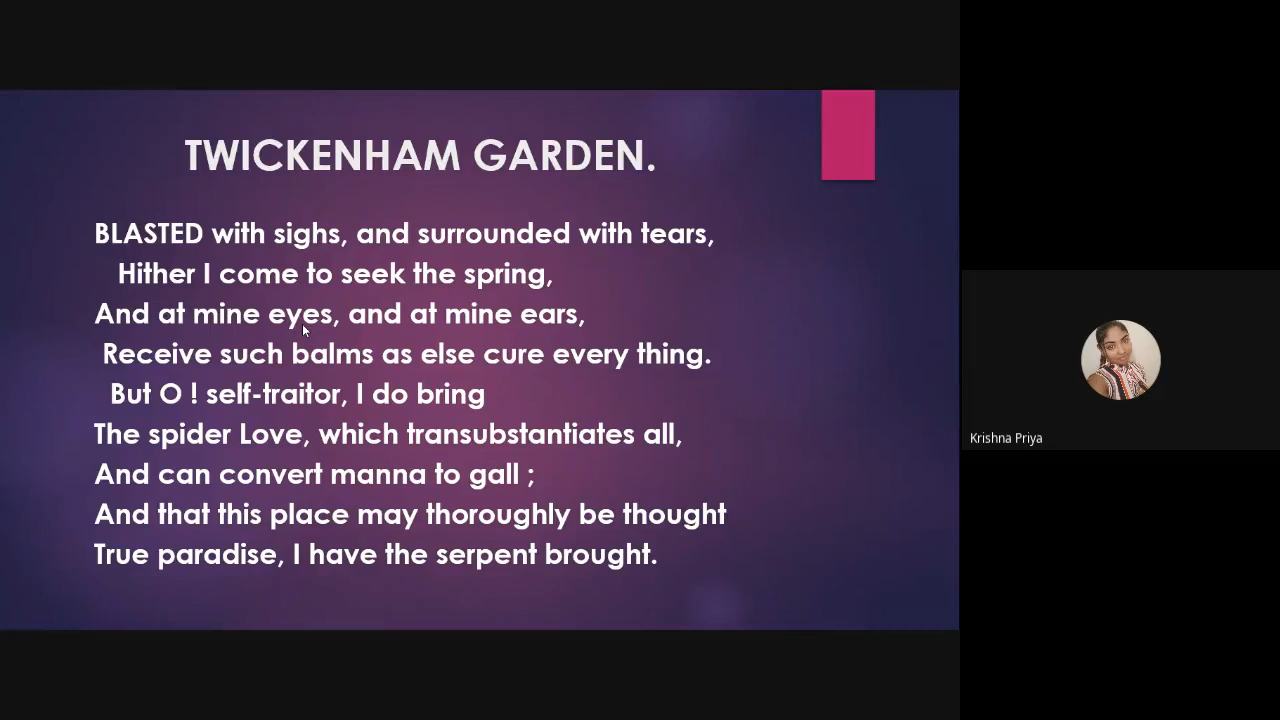 TWICKENHAM GARDEN.
BLASTED with sighs, and surrounded with tears,
Hither I come to seek the spring,
And at mine eyes, and at mine ears,
Receive such balms as else cure every thing.
But O ! self-traitor, I do bring
The spider Love, which transubstantiates all,
And can convert manna to gall ;
And that this place may thoroughly be thought
True paradise, I have the serpent brought.
Krishna Priya